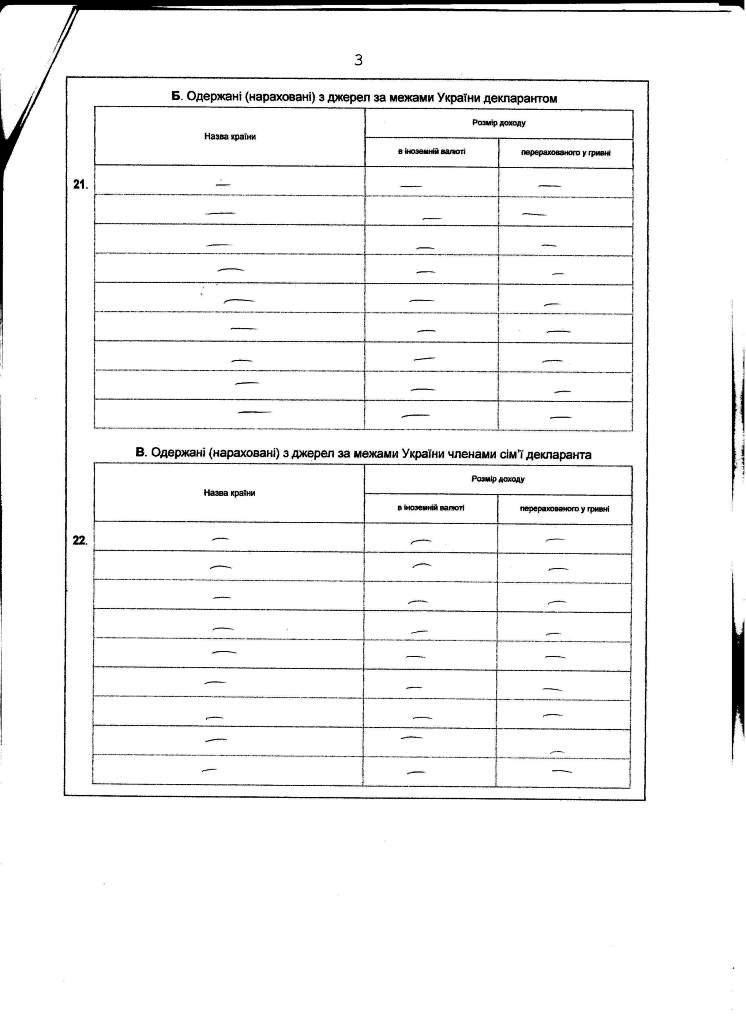 3
Б. Одержані (нараховані) з джерел за межами України декларантом
Назва країни
Розмір доходу
в іноземній валюті
перерахованого у гривні
21.
— — —
— — —
— — —
— — —
— — —
— — —
— — —
— — —
— — —
В. Одержані (нараховані) з джерел за межами України членами сім'ї декларанта
Назва країни
Розмір доходу
в іноземній валюті
перерахованого у гривні
22.
— — —
— — —
— — —
— — —
— — —
— — —
— — —
— — —
— — —